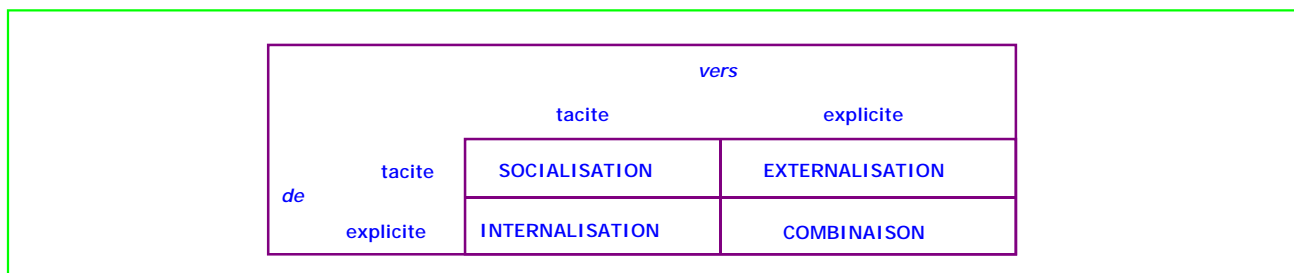 vers
tacite explicite
tacite SOCIALISATION EXTERNALISATION
de
explicite INTERNALISATION COMBINAISON